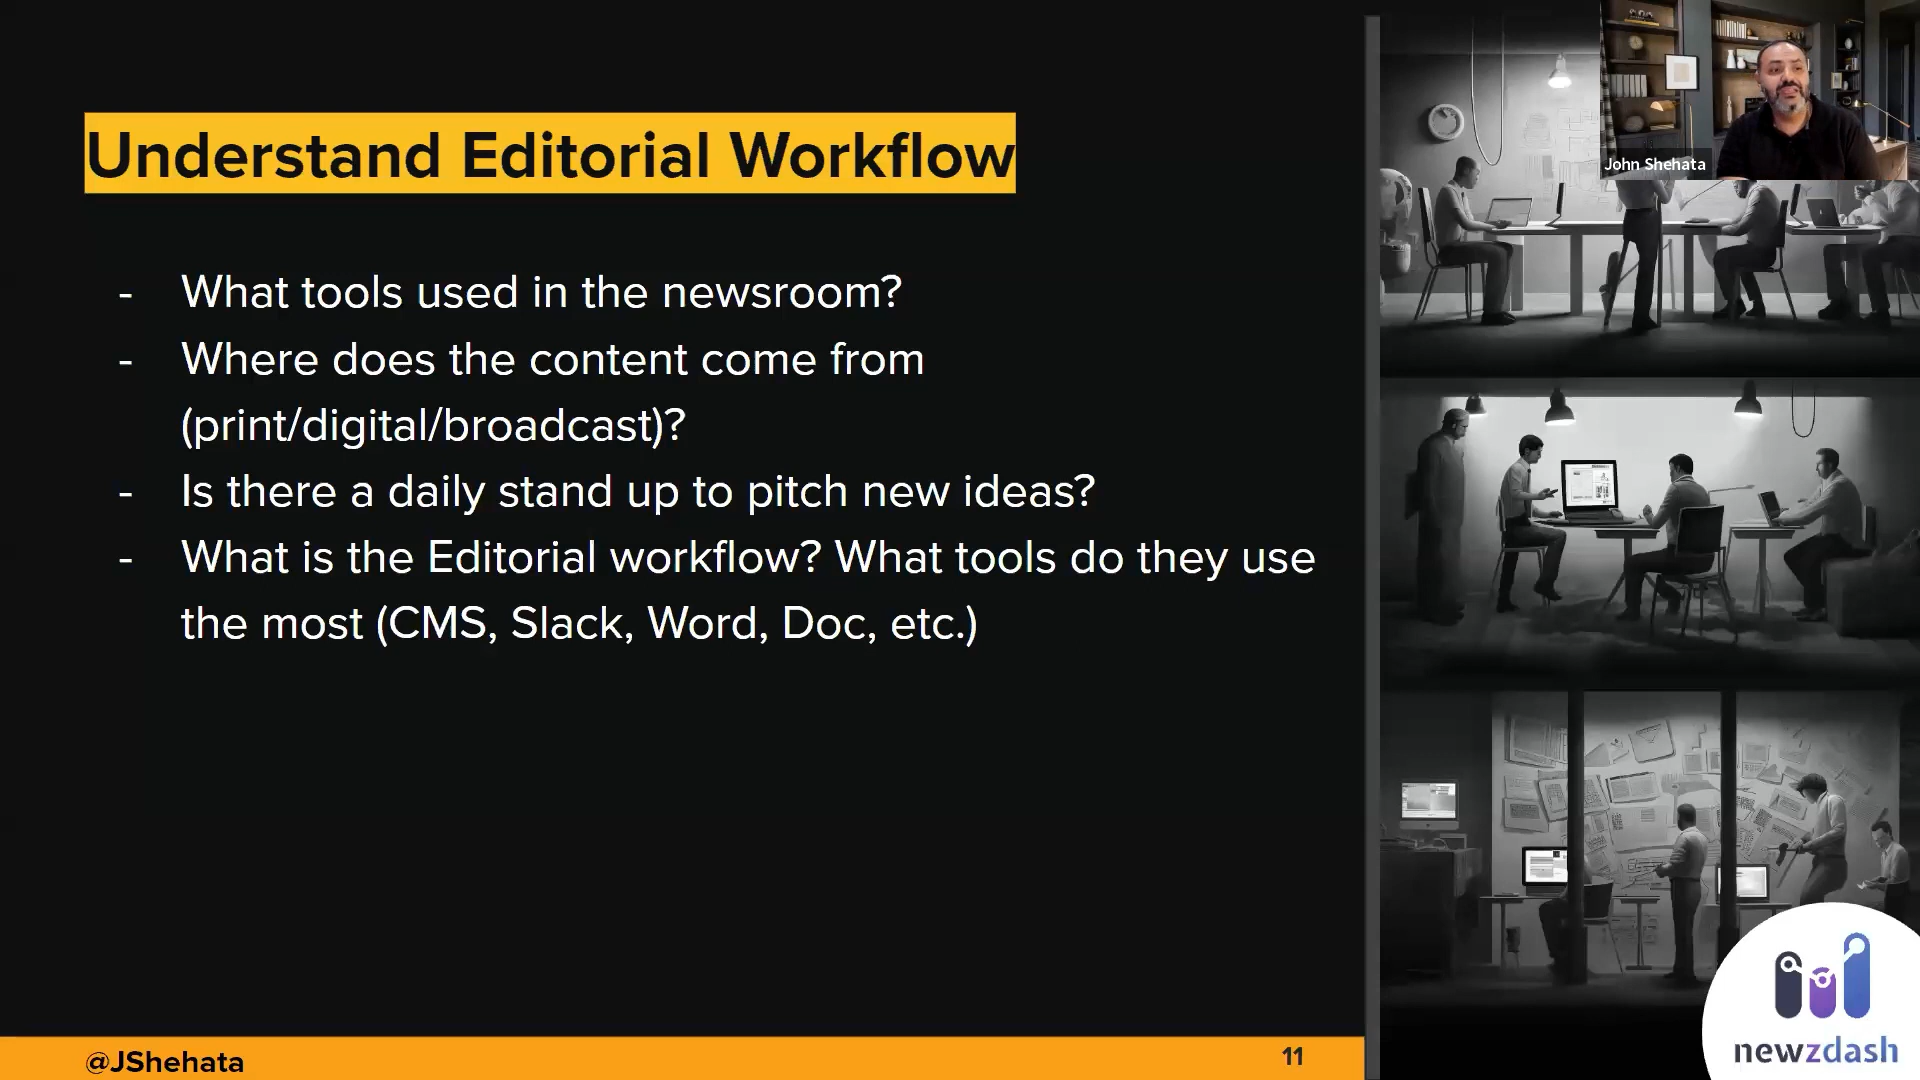 John Shehata
Understand Editorial Workflow
- What tools used in the newsroom?
- Where does the content come from
(print/digital/broadcast)?
- Is there a daily stand up to pitch new ideas?
- What is the Editorial workflow? What tools do they use
the most (CMS, Slack, Word, Doc, etc.)
newzdash
@JShehata
11